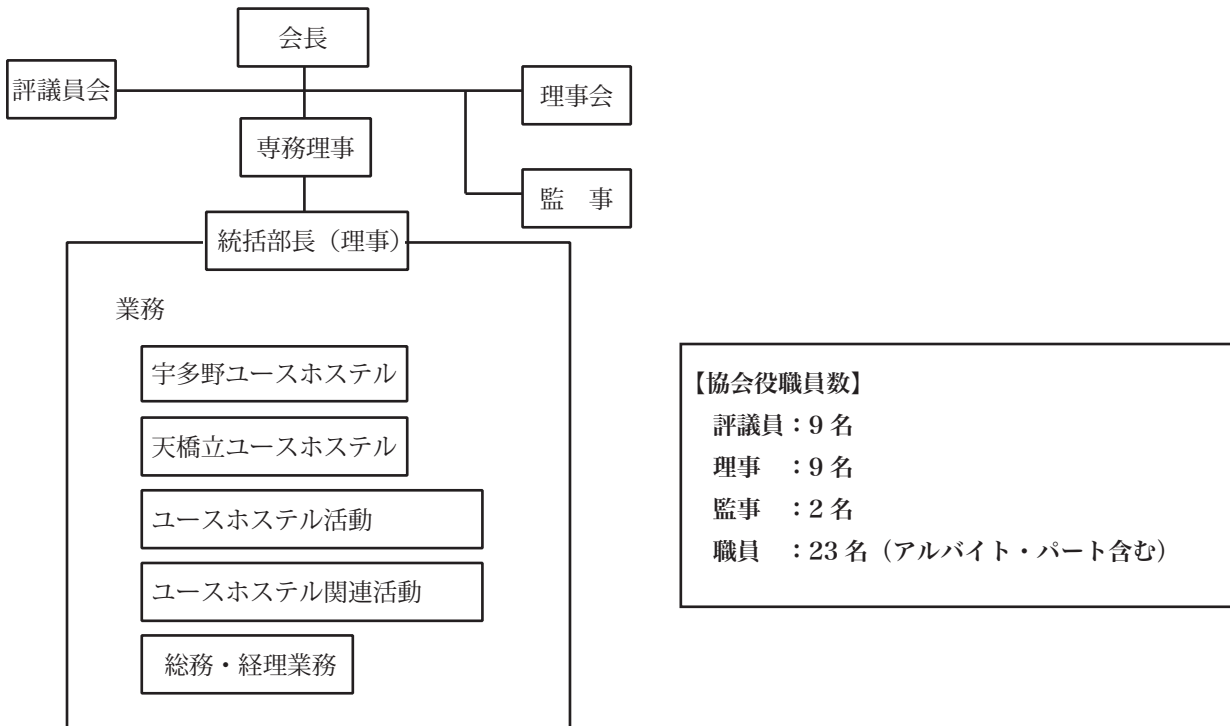 会長
評議員会
理事会
専務理事
監　事
統括部長（理事）
業務
宇多野ユースホステル
天橋立ユースホステル
ユースホステル活動
ユースホステル関連活動
総務・経理業務
【協会役職員数】
評議員：9 名
理事　：9 名
監事　：2 名
職員　：23 名（アルバイト・パート含む）